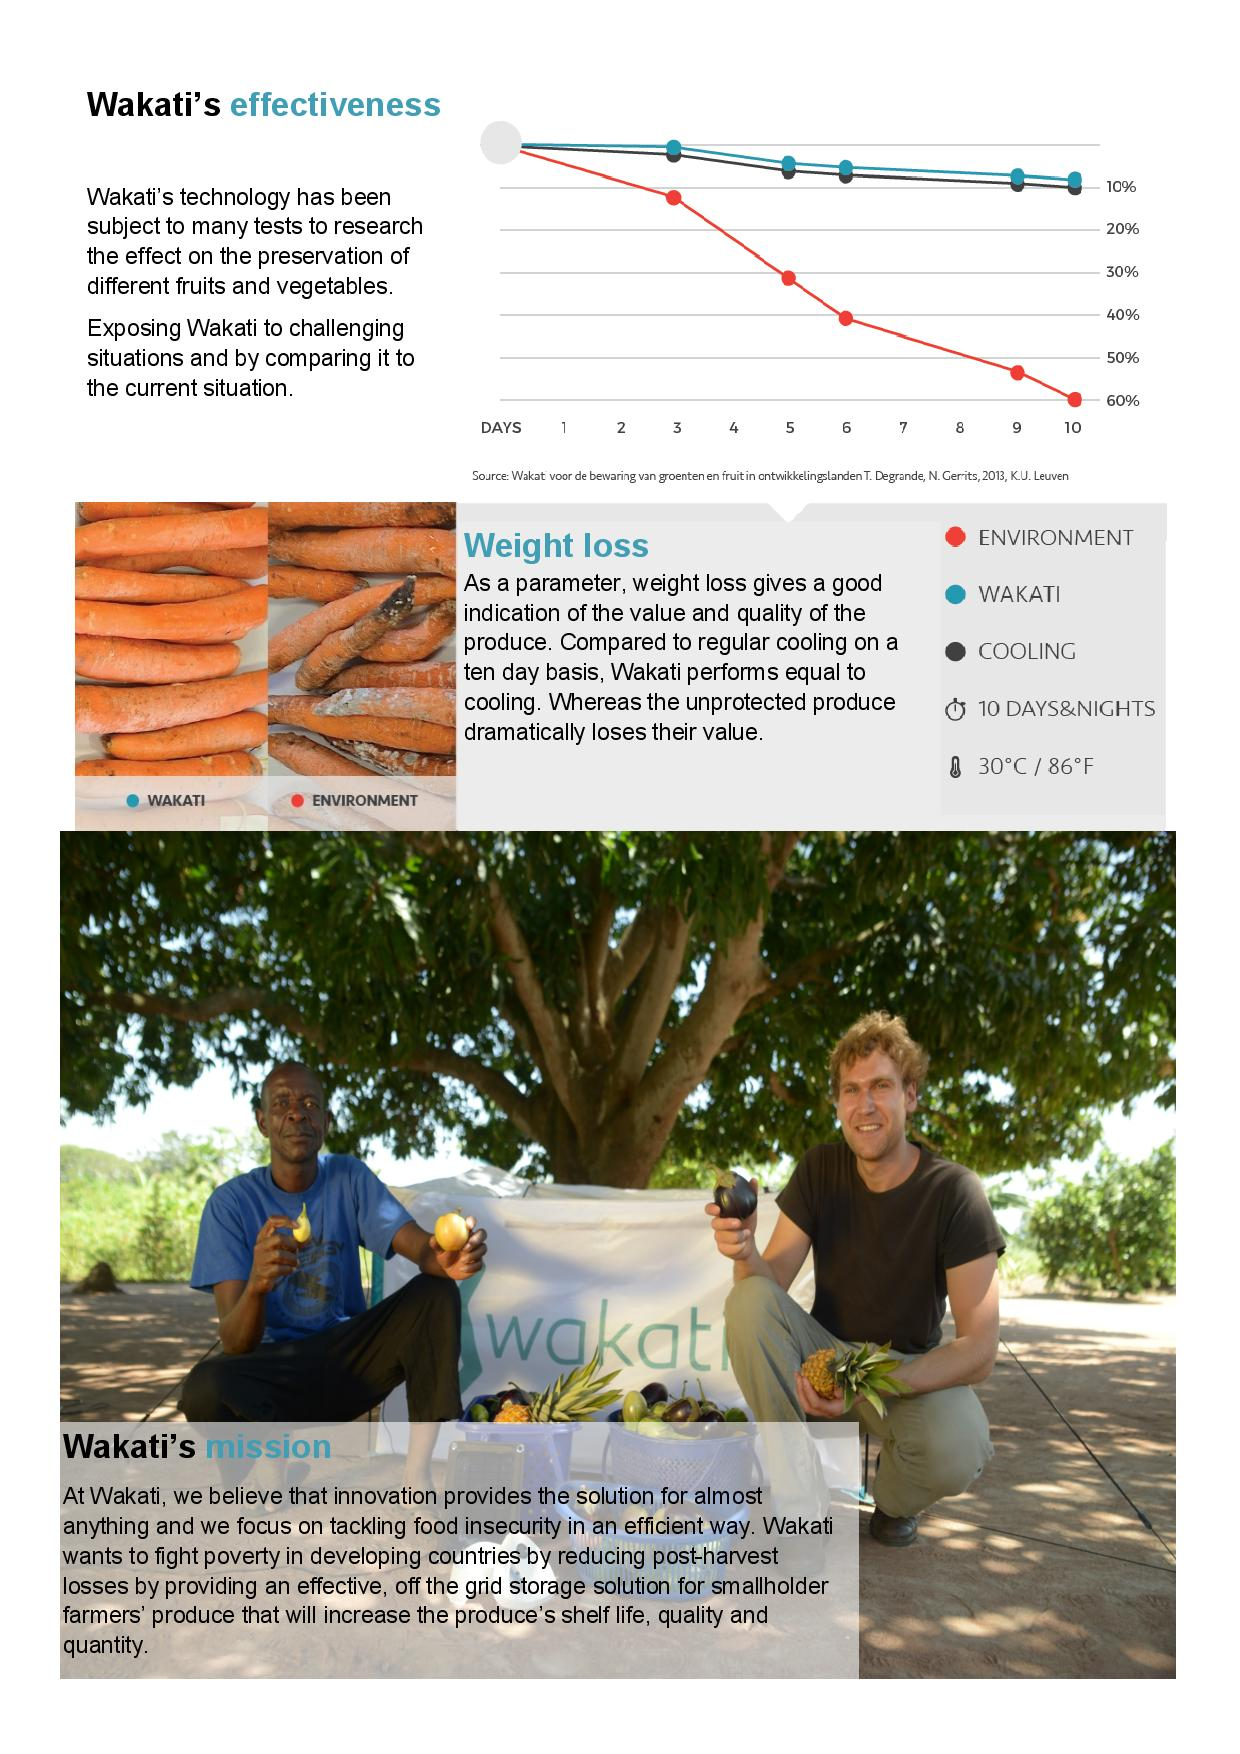 Wakati’s effectiveness
Wakati’s technology has been
subject to many tests to research
the effect on the preservation of
different fruits and vegetables.
Exposing Wakati to challenging
situations and by comparing it to
the current situation.
10%
20%
30%
40%
50%
60%
DAYS 1 2 3 4 5 6 7 8 9 10
Source: Wakati voor de bewaring van groenten en fruit in ontwikkelingslanden T. Degrande, N. Gerrits, 2013, K.U. Leuven
WAKATI
ENVIRONMENT
Weight loss
As a parameter, weight loss gives a good
indication of the value and quality of the
produce. Compared to regular cooling on a
ten day basis, Wakati performs equal to
cooling. Whereas the unprotected produce
dramatically loses their value.
ENVIRONMENT
WAKATI
COOLING
10 DAYS&NIGHTS
30°C / 86°F
wakati
Wakati’s mission
At Wakati, we believe that innovation provides the solution for almost
anything and we focus on tackling food insecurity in an efficient way. Wakati
wants to fight poverty in developing countries by reducing post-harvest
losses by providing an effective, off the grid storage solution for smallholder
farmers’ produce that will increase the produce’s shelf life, quality and
quantity.